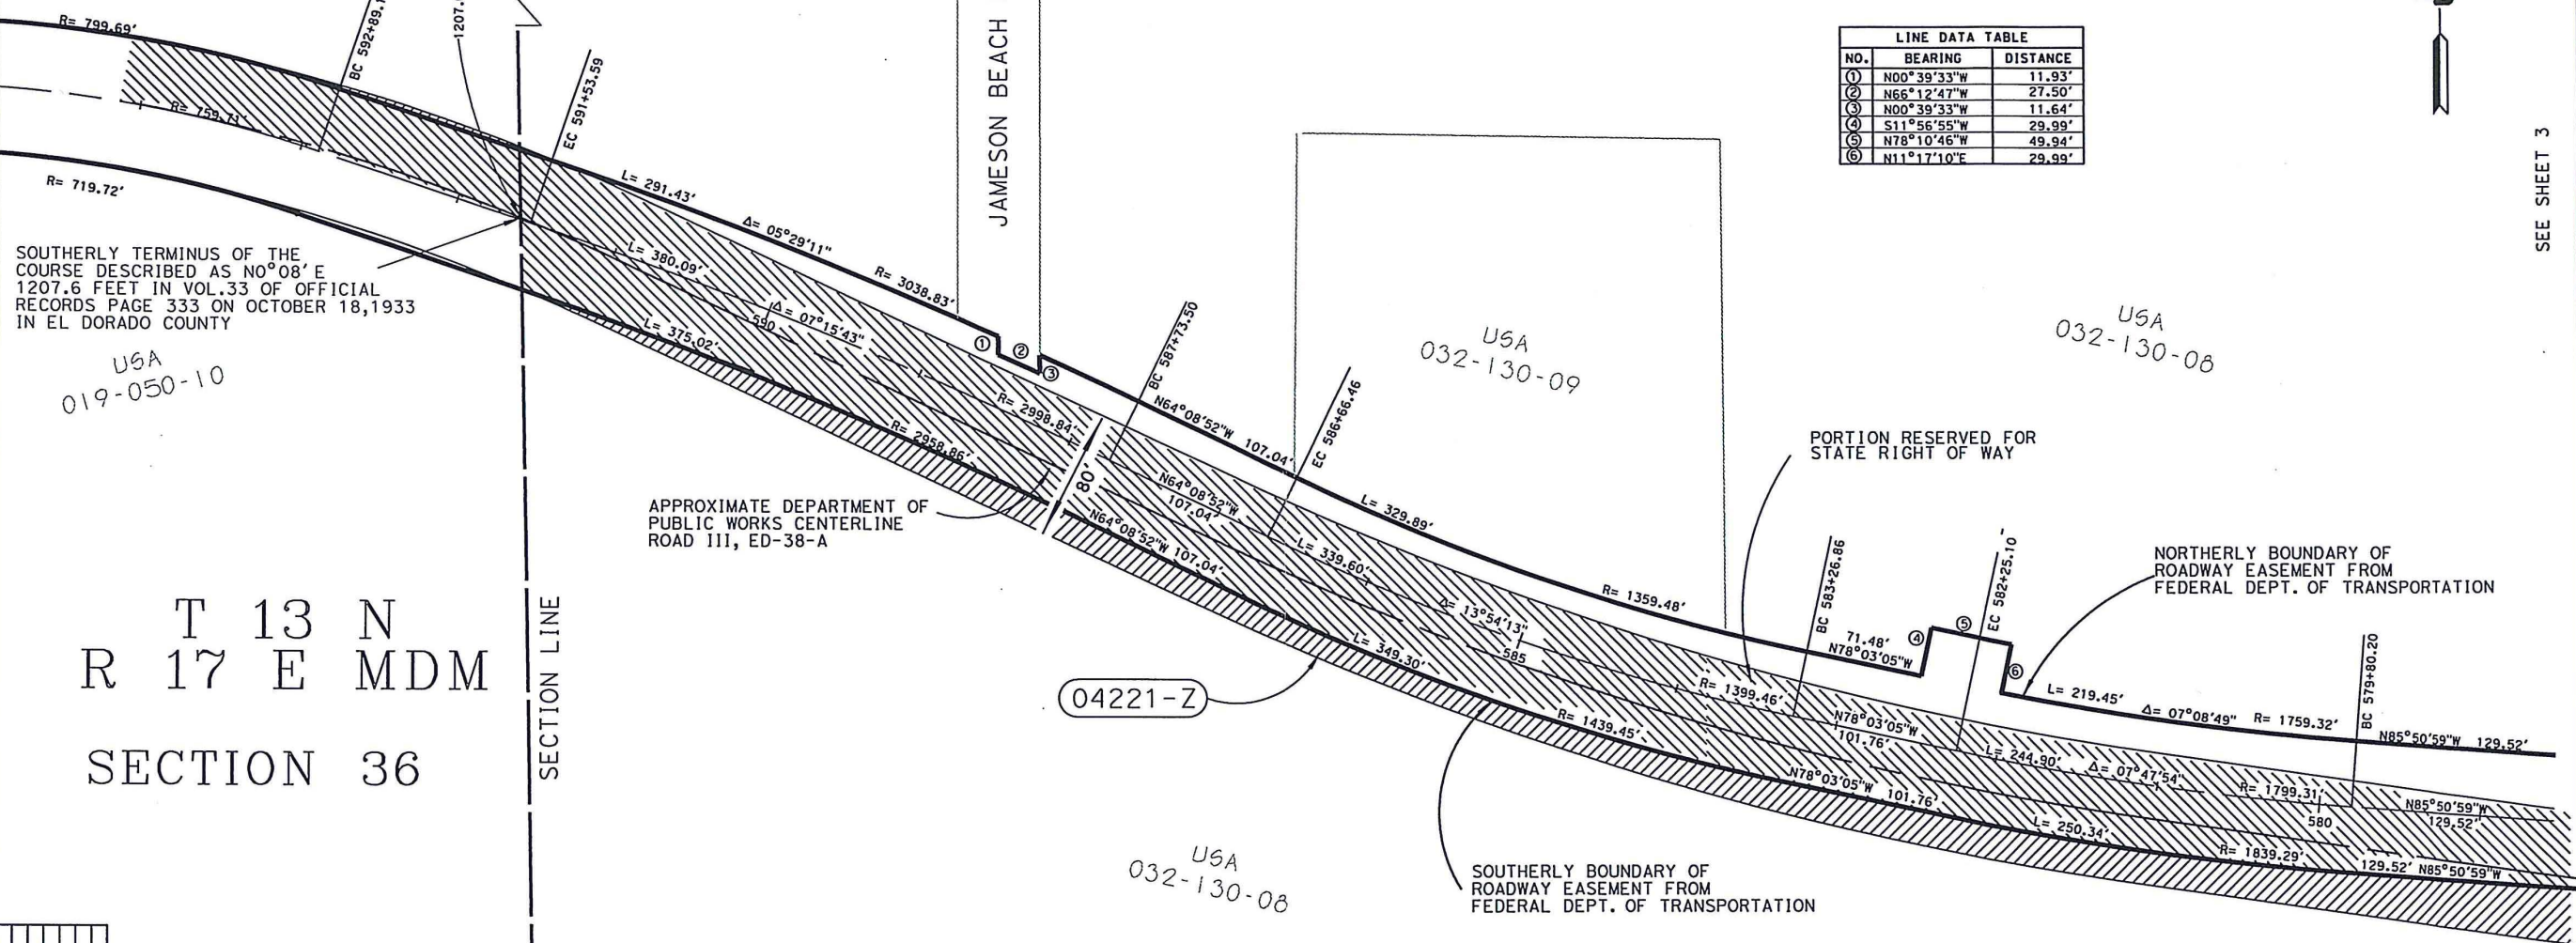 R= 799.69'
BC 592+89.1
1207.
EC 591+53.59
R= 759.71'
R= 719.72'
SOUTHERLY TERMINUS OF THE
COURSE DESCRIBED AS NO°08' E
1207.6 FEET IN VOL.33 OF OFFICIAL
RECORDS PAGE 333 ON OCTOBER 18,1933
IN EL DORADO COUNTY
USA
019-050-10
T 13 N
R 17 E MDM
SECTION 36
SECTION LINE
L= 291.43'
Δ= 05°29'11"
R= 3038.83'
L= 380.09'
Δ= 07°15'43"
590
R= 2998.84'
L= 375.02'
R= 2958.86'
JAMESON BEACH
①
②
③
80'
APPROXIMATE DEPARTMENT OF
PUBLIC WORKS CENTERLINE
ROAD III, ED-38-A
BC 587+73.50
N64°08'52"W 107.04'
EC 586+66.46
N64°08'52"W
107.04'
N64°08'52"W 107.04'
L= 329.89'
R= 1359.48'
L= 339.60'
Δ= 13°54'13"
585
R= 1399.46'
L= 349.30'
R= 1439.45'
04221-Z
USA
032-130-09
LINE DATA TABLE
NO. BEARING DISTANCE
① N00°39'33"W 11.93'
② N66°12'47"W 27.50'
③ N00°39'33"W 11.64'
④ S11°56'55"W 29.99'
⑤ N78°10'46"W 49.94'
⑥ N11°17'10"E 29.99'
SEE SHEET 3
USA
032-130-08
PORTION RESERVED FOR
STATE RIGHT OF WAY
BC 583+26.86
71.48'
N78°03'05"W
④
⑤
EC 582+25.10
⑥
NORTHERLY BOUNDARY OF
ROADWAY EASEMENT FROM
FEDERAL DEPT. OF TRANSPORTATION
L= 219.45' Δ= 07°08'49" R= 1759.32'
BC 579+80.20
N85°50'59"W 129.52'
N78°03'05"W
101.76'
L= 244.90' Δ= 07°47'54"
R= 1799.31'
580
N85°50'59"W
129.52'
N78°03'05"W 101.76'
L= 250.34'
R= 1839.29'
129.52' N85°50'59"W
SOUTHERLY BOUNDARY OF
ROADWAY EASEMENT FROM
FEDERAL DEPT. OF TRANSPORTATION
USA
032-130-08